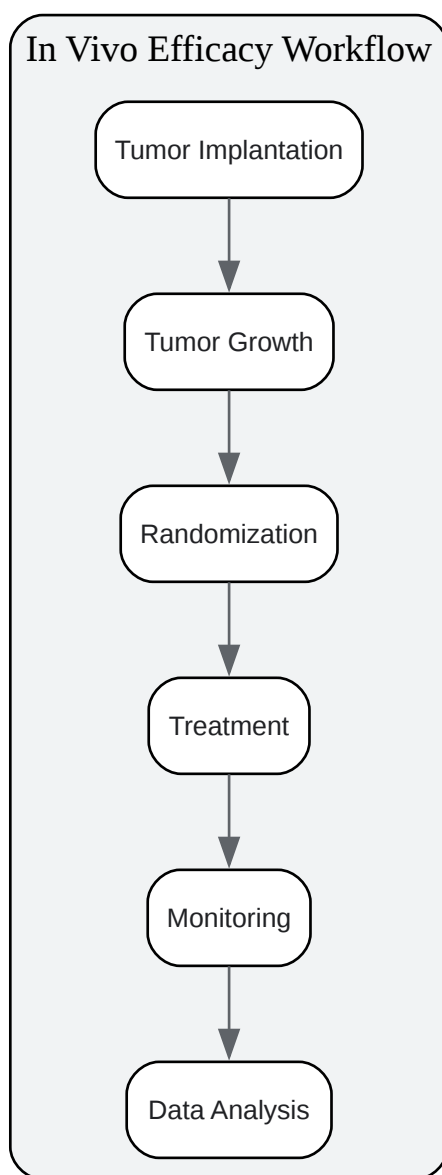 In Vivo Efficacy Workflow
Tumor Implantation
Tumor Growth
Randomization
Treatment
Monitoring
Data Analysis